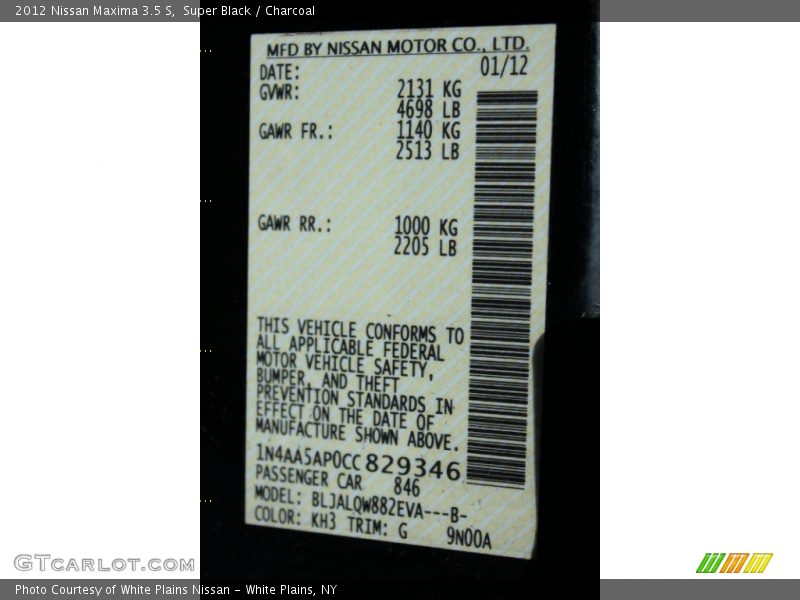 2012 Nissan Maxima 3.5 S, Super Black / Charcoal
MFD BY NISSAN MOTOR CO., LTD.
DATE: 01/12
GVWR: 2131 KG
4698 LB
GAWR FR.: 1140 KG
2513 LB
GAWR RR.: 1000 KG
2205 LB
THIS VEHICLE CONFORMS TO
ALL APPLICABLE FEDERAL
MOTOR VEHICLE SAFETY,
BUMPER, AND THEFT
PREVENTION STANDARDS IN
EFFECT ON THE DATE OF
MANUFACTURE SHOWN ABOVE.
1N4AA5AP0CC829346
PASSENGER CAR 846
MODEL: BLJALQW882EVA---B-
COLOR: KH3 TRIM: G 9N00A
GTCarLot.com
Photo Courtesy of White Plains Nissan - White Plains, NY